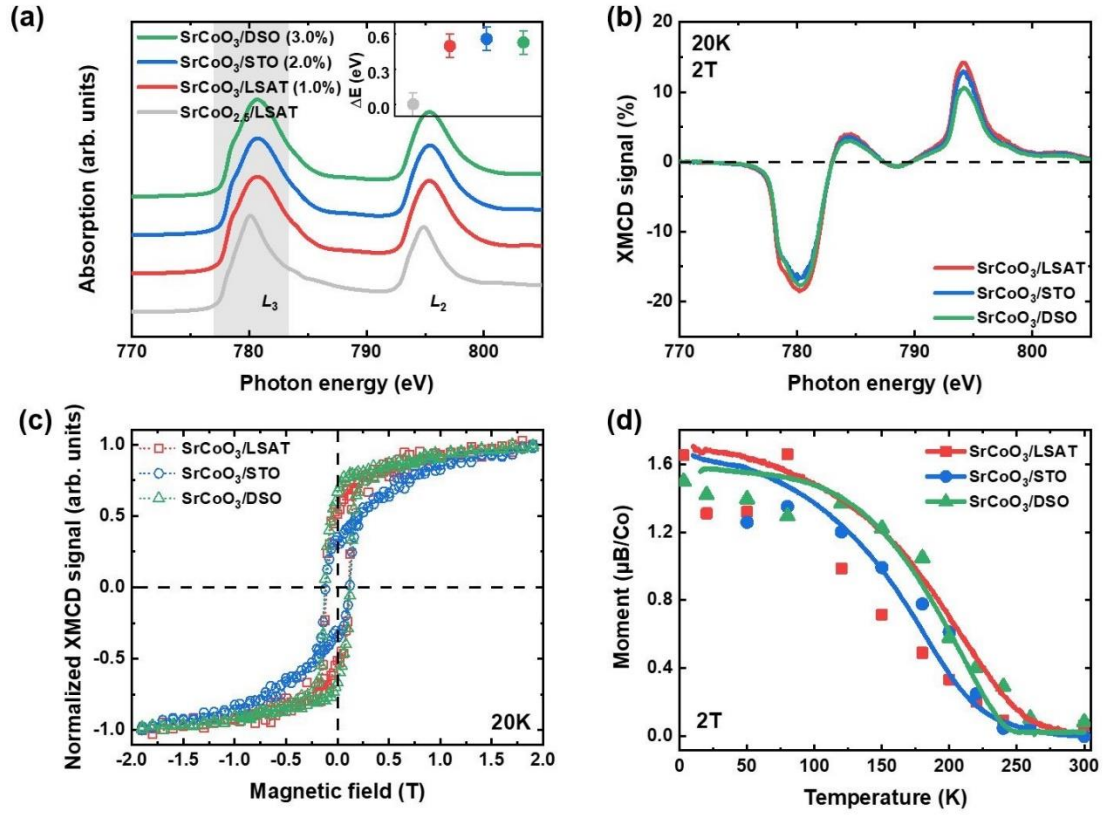 (a)
SrCoO₃/DSO (3.0%)
SrCoO₃/STO (2.0%)
SrCoO₃/LSAT (1.0%)
SrCoO₂.₅/LSAT
ΔE (eV)
0.6
0.3
0.0
Absorption (arb. units)
L₃
L₂
770
780
790
800
Photon energy (eV)
(b)
20K
2T
XMCD signal (%)
20
10
0
-10
-20
SrCoO₃/LSAT
SrCoO₃/STO
SrCoO₃/DSO
770
780
790
800
Photon energy (eV)
(c)
Normalized XMCD signal (arb. units)
1.0
0.5
0.0
-0.5
-1.0
SrCoO₃/LSAT
SrCoO₃/STO
SrCoO₃/DSO
20K
-2.0 -1.5 -1.0 -0.5 0.0 0.5 1.0 1.5 2.0
Magnetic field (T)
(d)
Moment (μB/Co)
1.6
1.2
0.8
0.4
0.0
SrCoO₃/LSAT
SrCoO₃/STO
SrCoO₃/DSO
2T
0 50 100 150 200 250 300
Temperature (K)